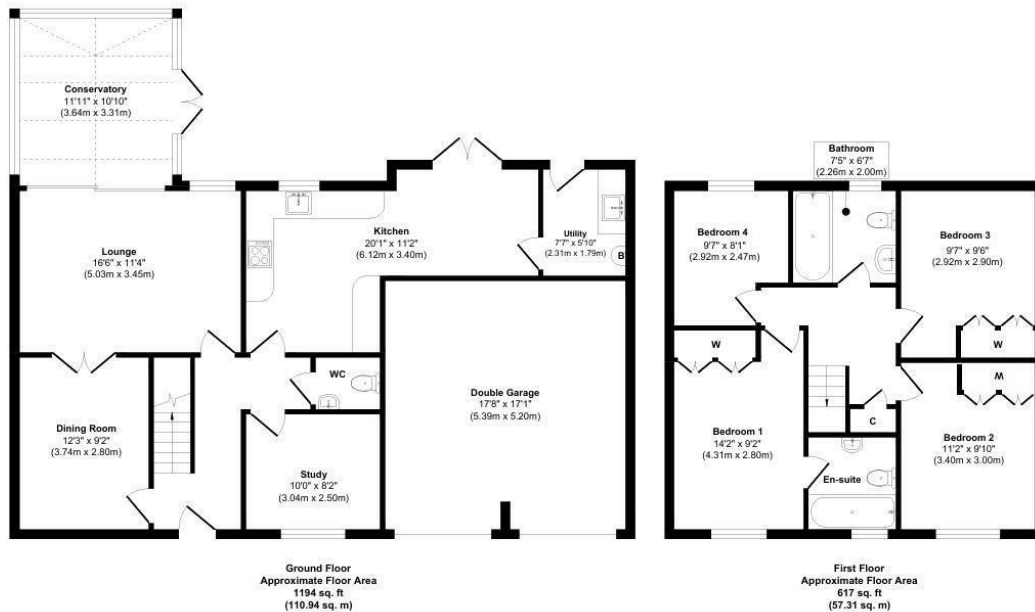 Conservatory
11'11" x 10'10"
(3.64m x 3.31m)
Lounge
16'6" x 11'4"
(5.03m x 3.45m)
Kitchen
20'1" x 11'2"
(6.12m x 3.40m)
Utility
7'7" x 5'10"
(2.31m x 1.79m)
B
Dining Room
12'3" x 9'2"
(3.74m x 2.80m)
WC
Study
10'0" x 8'2"
(3.04m x 2.50m)
Double Garage
17'8" x 17'1"
(5.39m x 5.20m)
Ground Floor
Approximate Floor Area
1194 sq. ft
(110.94 sq. m)
Bathroom
7'5" x 6'7"
(2.26m x 2.00m)
Bedroom 4
9'7" x 8'1"
(2.92m x 2.47m)
Bedroom 3
9'7" x 9'6"
(2.92m x 2.90m)
W
W
W
C
Bedroom 1
14'2" x 9'2"
(4.31m x 2.80m)
En-suite
Bedroom 2
11'2" x 9'10"
(3.40m x 3.00m)
First Floor
Approximate Floor Area
617 sq. ft
(57.31 sq. m)